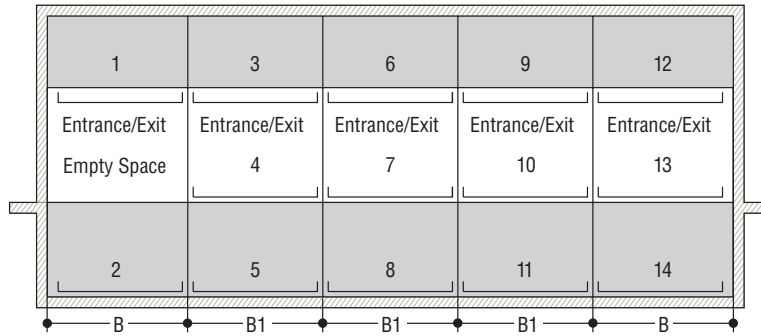 1 3 6 9 12
Entrance/Exit Entrance/Exit Entrance/Exit Entrance/Exit Entrance/Exit
Empty Space 4 7 10 13
2 5 8 11 14
B B1 B1 B1 B